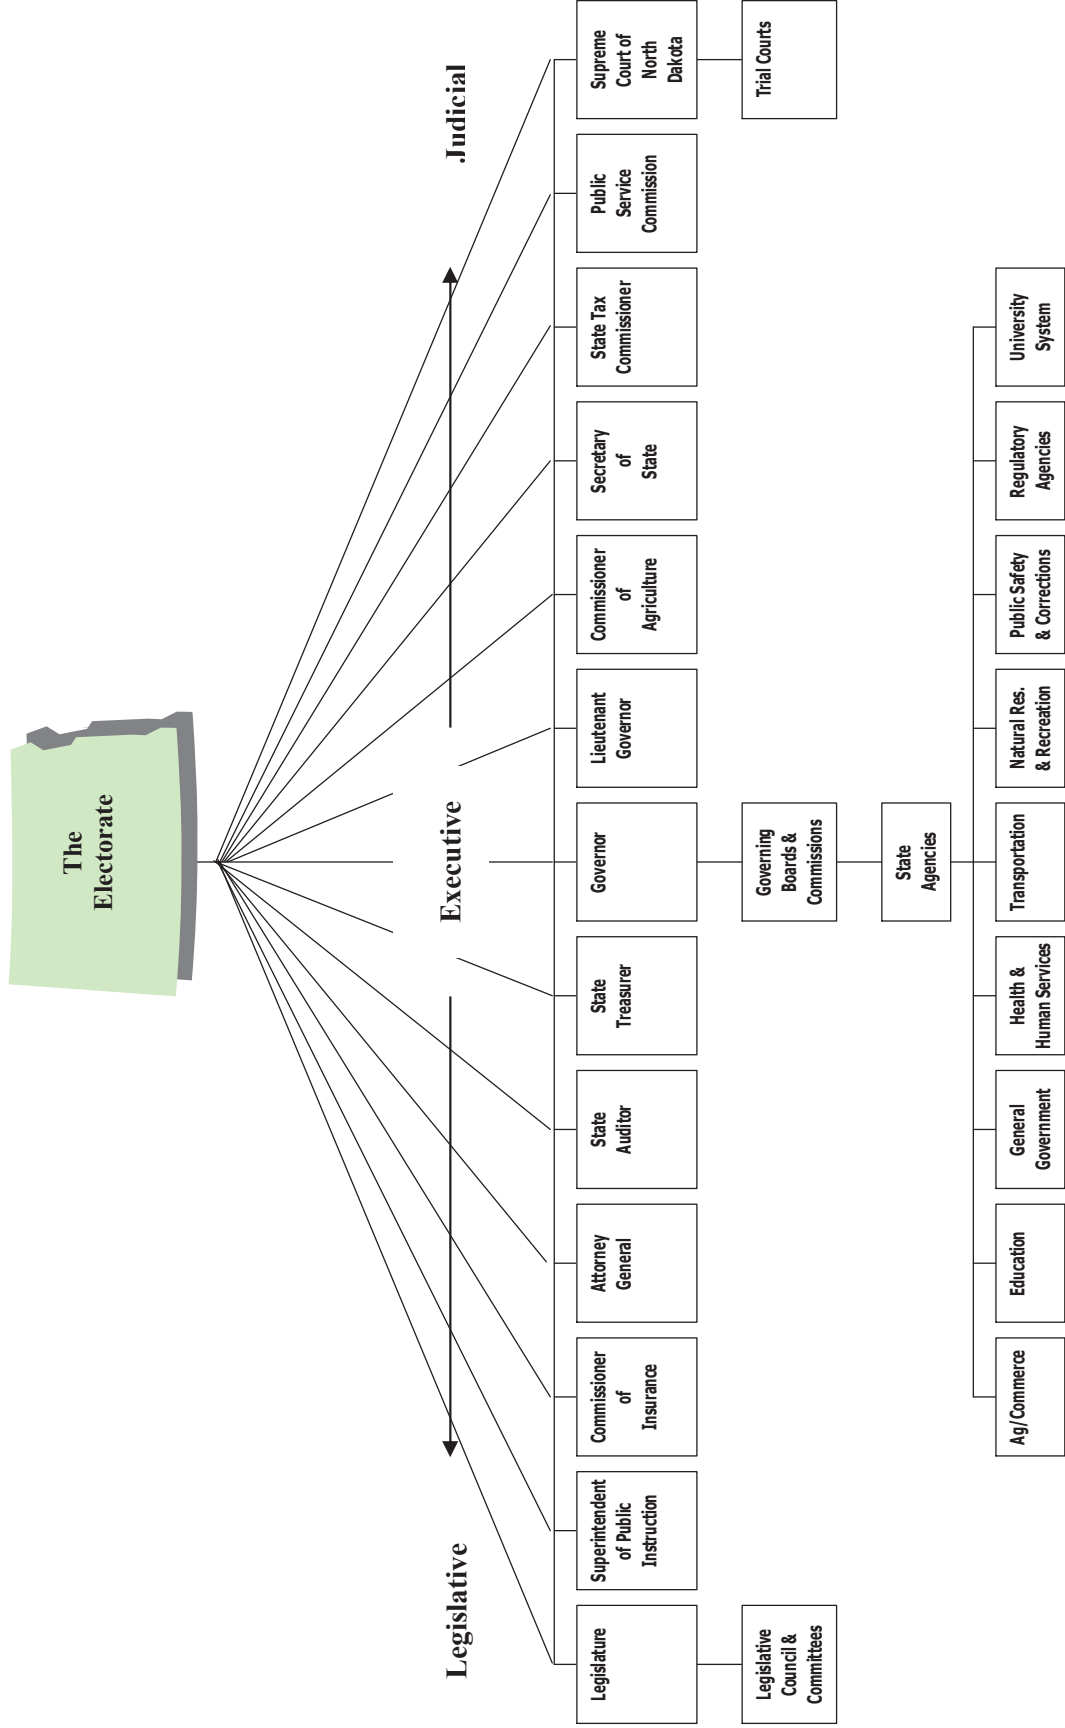 The
Electorate
Legislative
Executive
Judicial
Legislature
Superintendent
of Public
Instruction
Commissioner
of
Insurance
Attorney
General
State
Auditor
State
Treasurer
Governor
Lieutenant
Governor
Commissioner
of
Agriculture
Secretary
of
State
State Tax
Commissioner
Public
Service
Commission
Supreme
Court of
North
Dakota
Legislative
Council &
Committees
Governing
Boards &
Commissions
Trial Courts
State
Agencies
Ag/Commerce
Education
General
Government
Health &
Human Services
Transportation
Natural Res.
& Recreation
Public Safety
& Corrections
Regulatory
Agencies
University
System